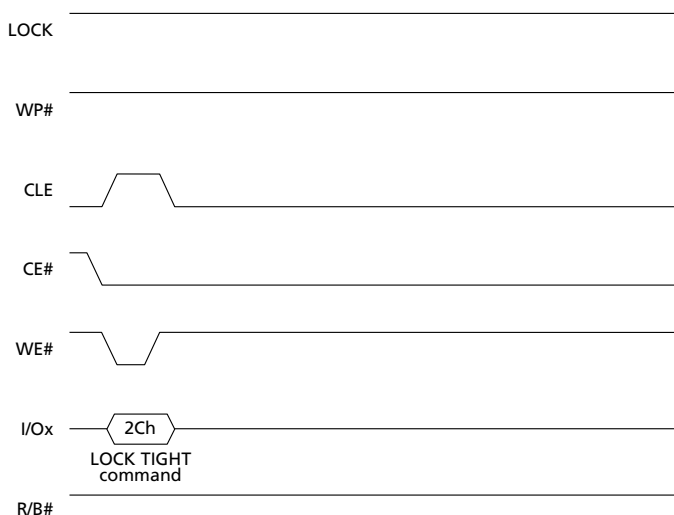 LOCK
WP#
CLE
CE#
WE#
I/Ox
2Ch
LOCK TIGHT
command
R/B#